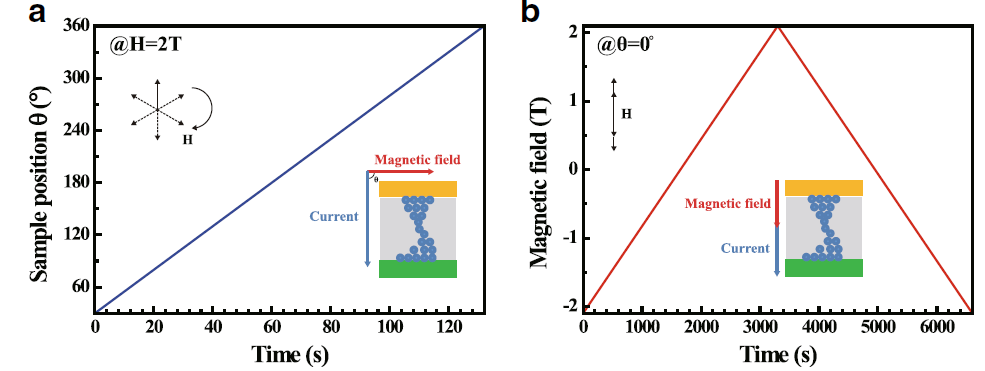 a
@H=2T
360
300
240
180
120
60
Sample position θ (°)
H
Magnetic field
θ
Current
0 20 40 60 80 100 120
Time (s)
b
@θ=0°
2
1
0
-1
-2
Magnetic field (T)
H
Magnetic field
Current
0 1000 2000 3000 4000 5000 6000
Time (s)